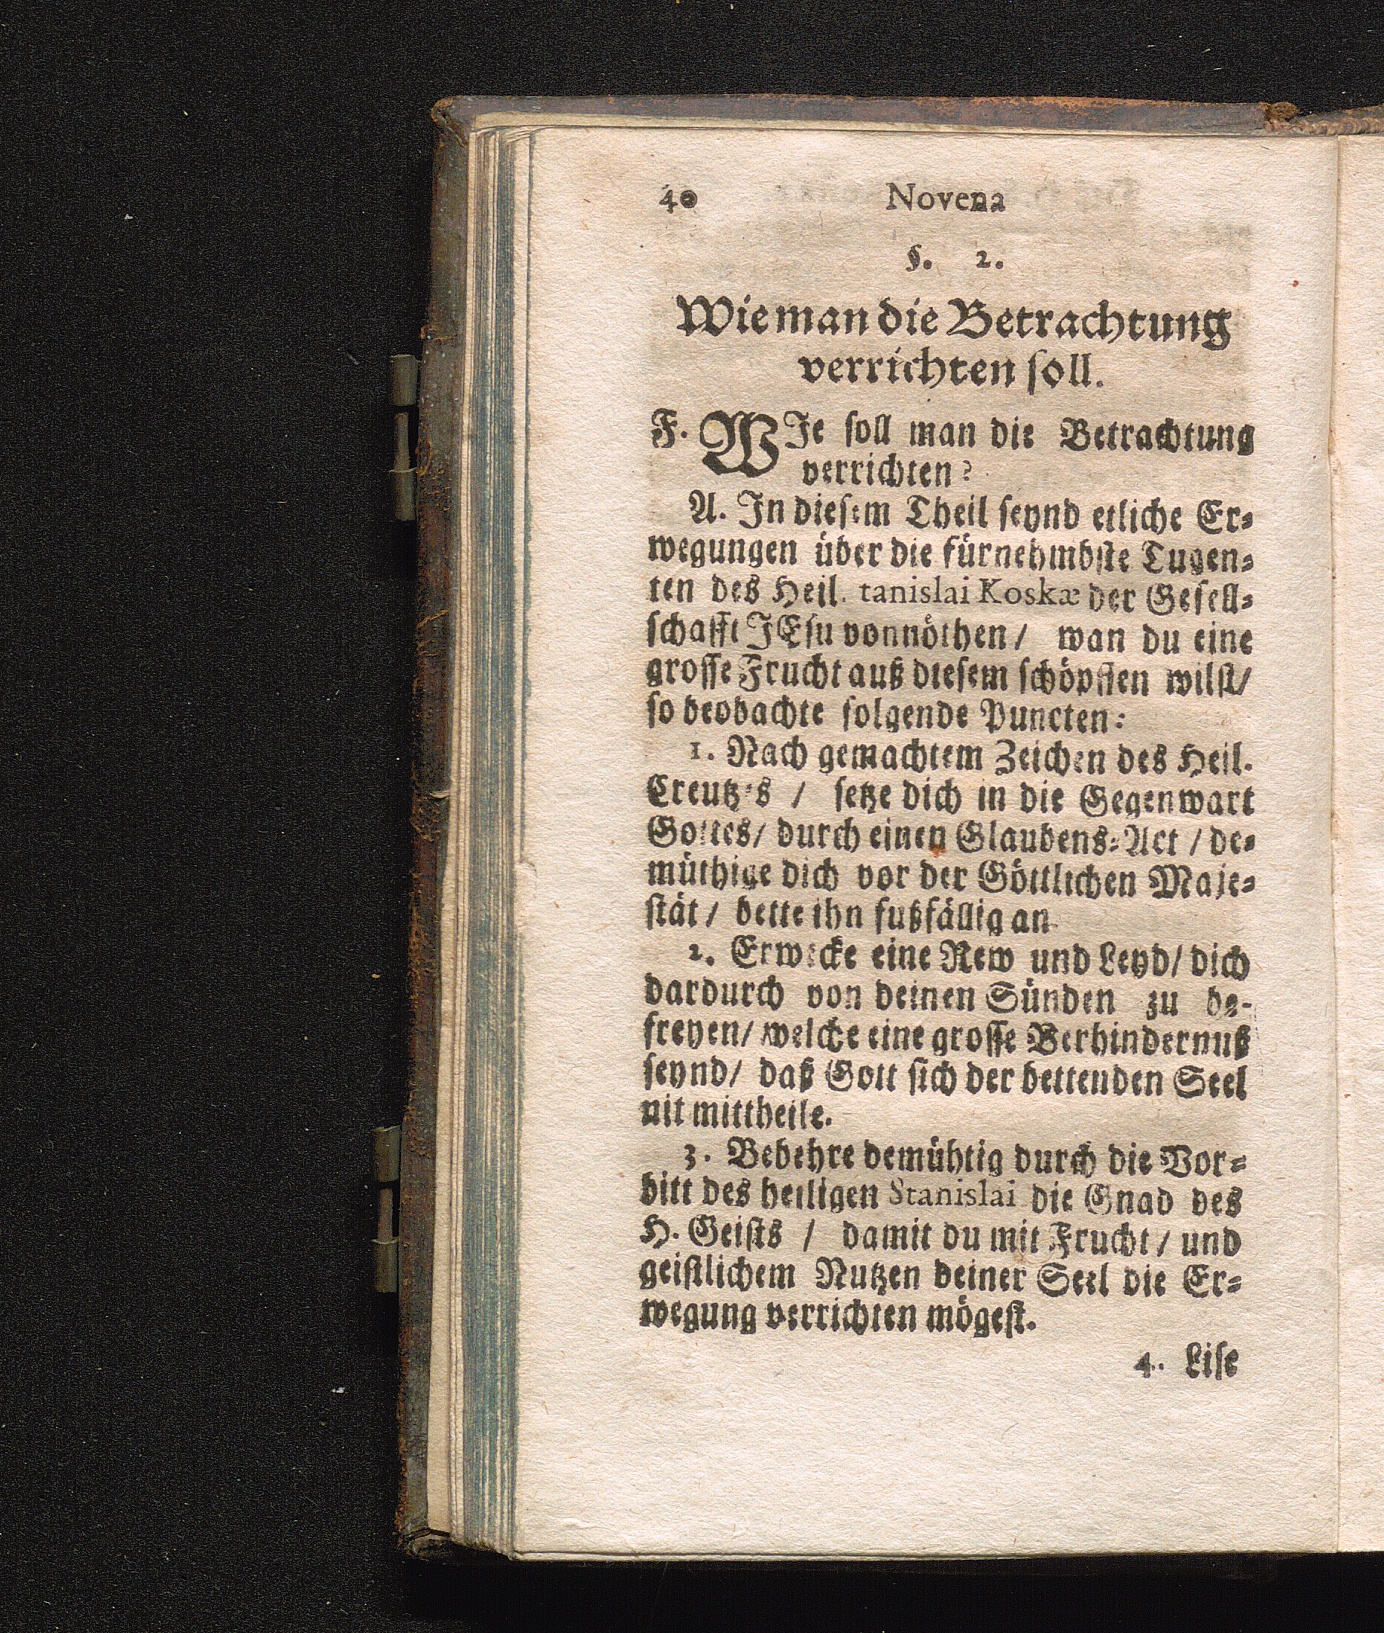 40 Novena
§. 2.
Wie man die Betrachtung
verrichten soll.
F. WJe soll man die Betrachtung
verrichten?
A. In diesem Theil seynd etliche Er-
wegungen über die fürnehmbste Tugen-
ten des Heil. tanislai Koskæ der Gesell-
schafft JEsu vonnöthen / wan du eine
grosse Frucht auß diesem schöpffen wilst /
so beobachte folgende Puncten:
1. Nach gemachtem Zeichen des Heil.
Creutzes / setze dich in die Gegenwart
Gottes / durch einen Glaubens-Act / de-
müthige dich vor der Göttlichen Maje-
stät / bette ihn fußfällig an
2. Erwecke eine Rew und Leyd / dich
dardurch von deinen Sünden zu be-
freyen / welche eine grosse Verhindernuß
seynd / daß Gott sich der bettenden Seel
nit mittheile.
3. Bebehre demühtig durch die Vor-
bitt des heiligen Stanislai die Gnad des
H. Geists / damit du mit Frucht / und
geistlichem Nutzen deiner Seel die Er-
wegung verrichten mögest.
4. Lise